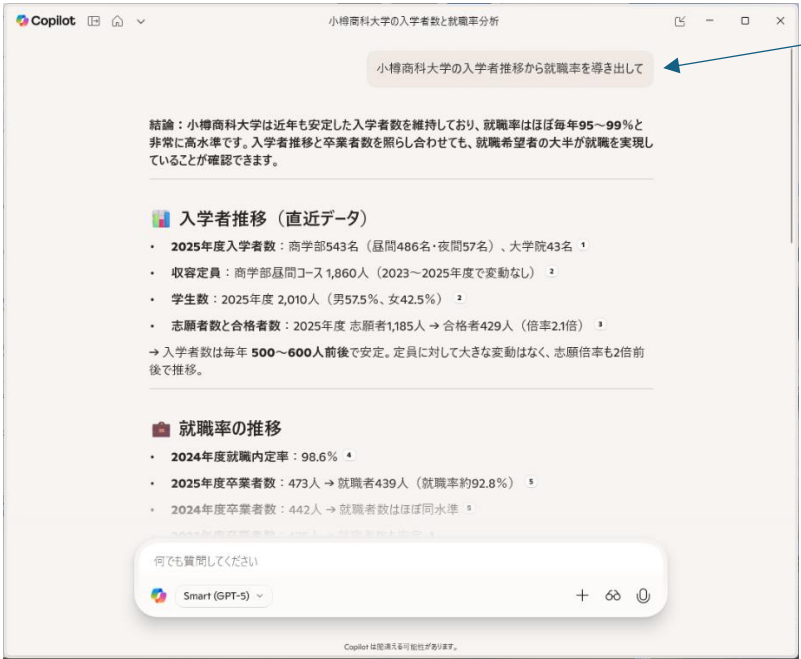 Copilot
小樽商科大学の入学者数と就職率分析
小樽商科大学の入学者推移から就職率を導き出して
結論：小樽商科大学は近年も安定した入学者数を維持しており、就職率はほぼ毎年95～99%と
非常に高水準です。入学者推移と卒業者数を照らし合わせても、就職希望者の大半が就職を実現し
ていることが確認できます。
入学者推移（直近データ）
• 2025年度入学者数：商学部543名（昼間486名・夜間57名）、大学院43名 1
• 収容定員：商学部昼間コース 1,860人（2023～2025年度で変動なし） 2
• 学生数：2025年度 2,010人（男57.5%、女42.5%） 2
• 志願者数と合格者数：2025年度 志願者1,185人 → 合格者429人（倍率2.1倍） 3
→ 入学者数は毎年 500～600人前後で安定。定員に対して大きな変動はなく、志願倍率も2倍前
後で推移。
就職率の推移
• 2024年度就職内定率：98.6% 4
• 2025年度卒業者数：473人 → 就職者439人（就職率約92.8%） 5
• 2024年度卒業者数：442人 → 就職者数はほぼ同水準 5
何でも質問してください
Smart (GPT-5)
Copilot は間違える可能性があります。